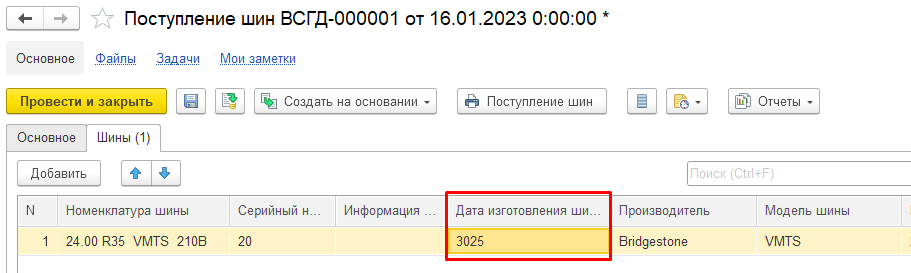 Поступление шин ВСГД-000001 от 16.01.2023 0:00:00 *
Основное Файлы Задачи Мои заметки
Провести и закрыть Создать на основании Поступление шин Отчеты
Основное Шины (1)
Добавить Поиск (Ctrl+F)
N Номенклатура шины Серийный н... Информация ... Дата изготовления ши... Производитель Модель шины
1 24.00 R35 VMTS 210B 20 3025 Bridgestone VMTS